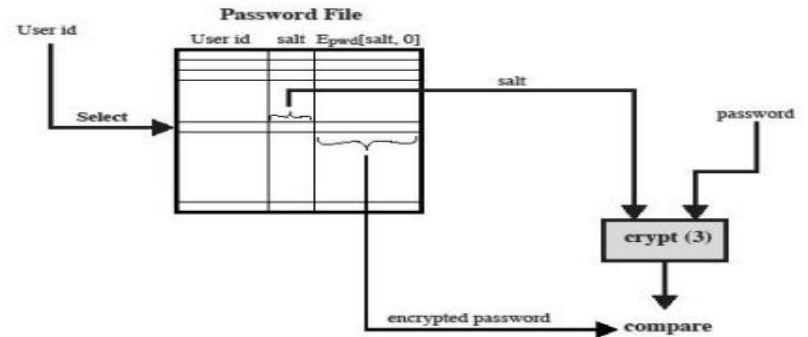 Password File
User id
User id salt Epwd[salt, 0]
salt
Select
password
crypt (3)
encrypted password
compare